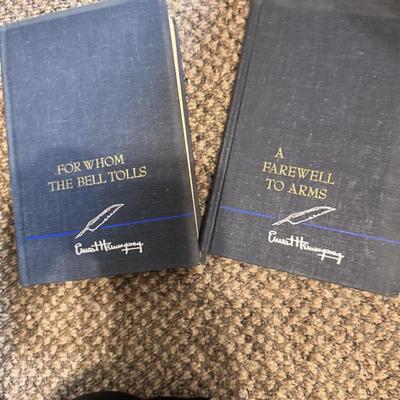 FOR WHOM
THE BELL TOLLS
Ernest Hemingway
A
FAREWELL
TO ARMS
Ernest Hemingway